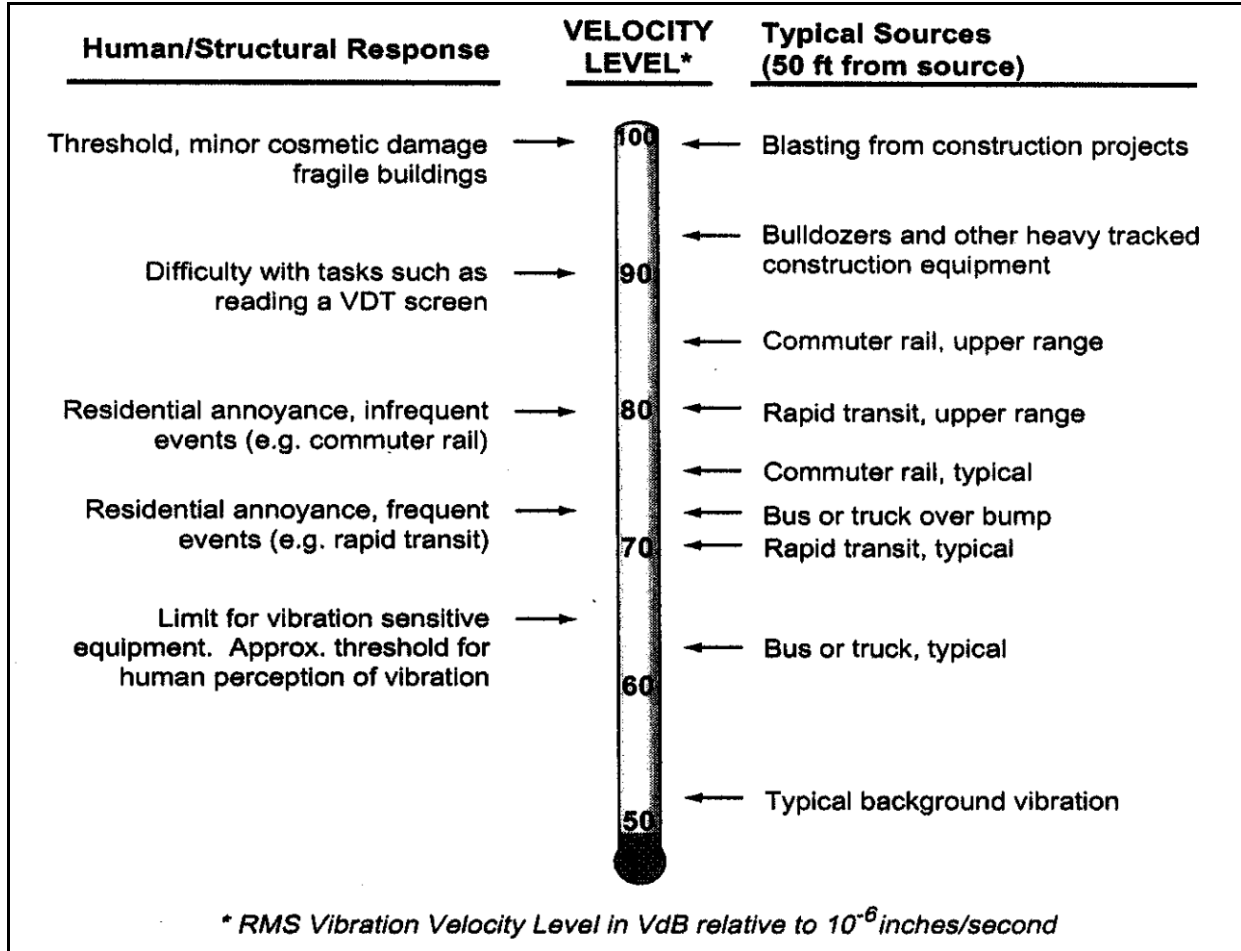 Human/Structural Response
VELOCITY
LEVEL*
Typical Sources
(50 ft from source)
Threshold, minor cosmetic damage
fragile buildings
100
Blasting from construction projects
Bulldozers and other heavy tracked
construction equipment
Difficulty with tasks such as
reading a VDT screen
90
Commuter rail, upper range
Residential annoyance, infrequent
events (e.g. commuter rail)
80
Rapid transit, upper range
Commuter rail, typical
Residential annoyance, frequent
events (e.g. rapid transit)
Bus or truck over bump
70
Rapid transit, typical
Limit for vibration sensitive
equipment. Approx. threshold for
human perception of vibration
Bus or truck, typical
60
Typical background vibration
50
* RMS Vibration Velocity Level in VdB relative to 10⁻⁶ inches/second